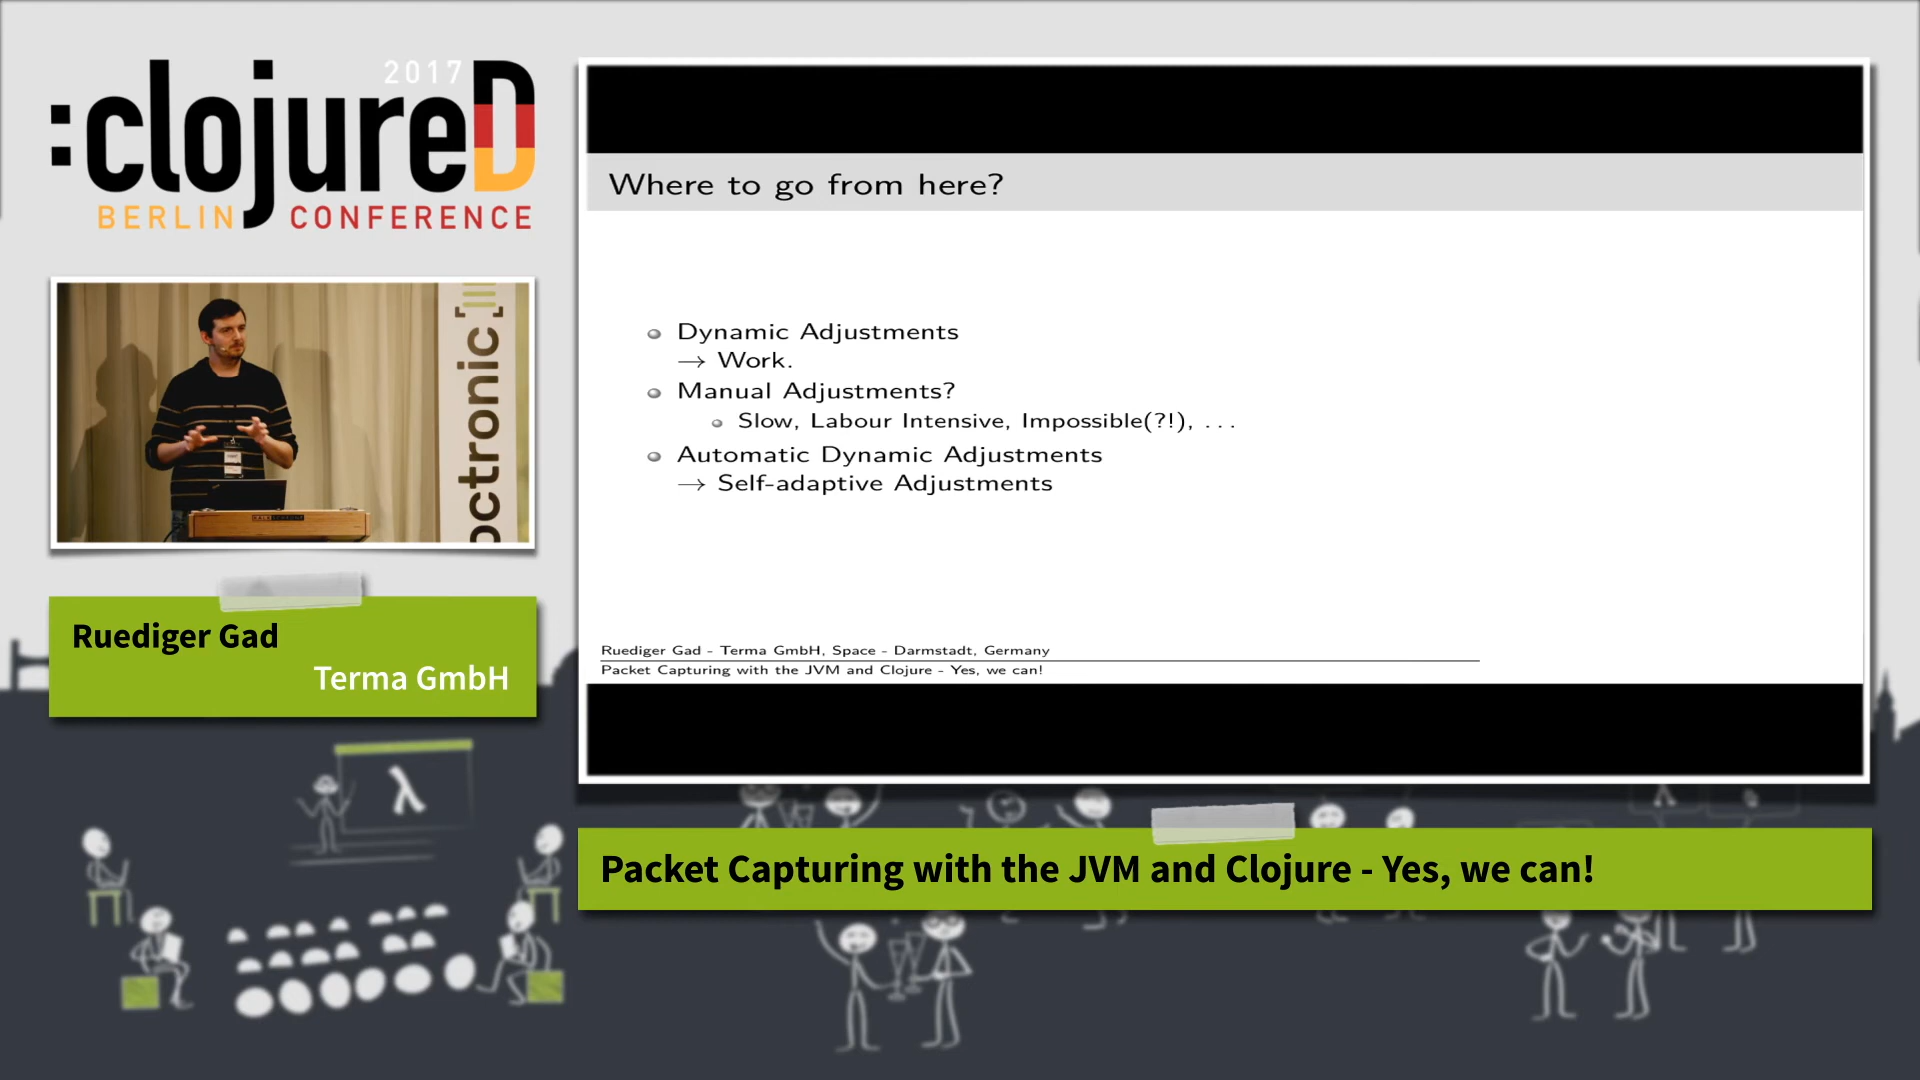 2017
:clojureD
BERLIN CONFERENCE
ectronic
Ruediger Gad
Terma GmbH
Where to go from here?
Dynamic Adjustments
→ Work.
Manual Adjustments?
Slow, Labour Intensive, Impossible(?!), . . .
Automatic Dynamic Adjustments
→ Self-adaptive Adjustments
Ruediger Gad - Terma GmbH, Space - Darmstadt, Germany
Packet Capturing with the JVM and Clojure - Yes, we can!
Packet Capturing with the JVM and Clojure - Yes, we can!
λ